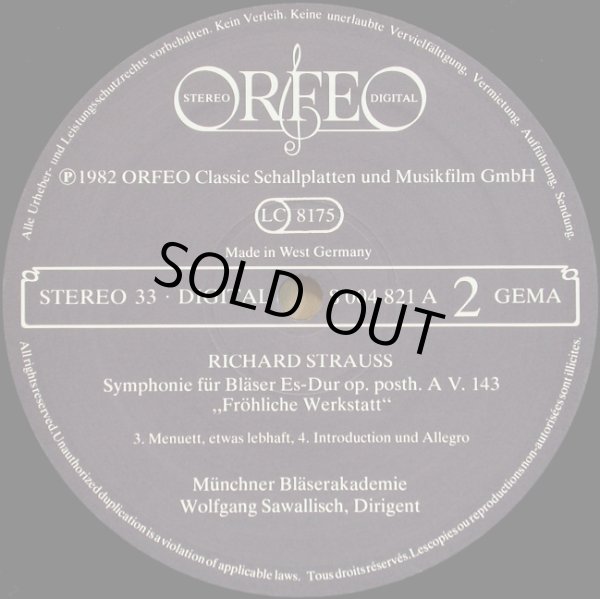 Alle Urheber- und Leistungsschutzrechte vorbehalten. Kein Verleih. Keine unerlaubte Vervielfältigung, Vermietung, Aufführung, Sendung.
STEREO ORFEO DIGITAL
Ⓟ 1982 ORFEO Classic Schallplatten und Musikfilm GmbH
LC 8175
Made in West Germany
STEREO 33 · DIGITAL S 004 821 A 2 GEMA
SOLD OUT
RICHARD STRAUSS
Symphonie für Bläser Es-Dur op. posth. A V. 143
„Fröhliche Werkstatt“
3. Menuett, etwas lebhaft, 4. Introduction und Allegro
Münchner Bläserakademie
Wolfgang Sawallisch, Dirigent
All rights reserved. Unauthorized duplication is a violation of applicable laws. Tous droits réservés. Les copies ou reproductions non-autorisées sont illicites.